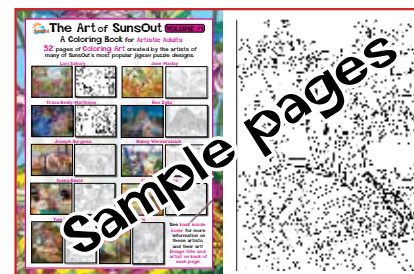 The Art of SunsOut VOLUME #1
A Coloring Book for Artistic Adults
32 pages of Coloring Art created by the artists of
many of SunsOut's most popular jigsaw puzzle designs.
Lori Schory
Jane Maday
Tricia Reilly-Matthews
Joseph Burgess
Nancy Wernersbach
Sample pages
See back inside
cover for more
information on
these artists
and their art!
Image title and
artist on back of
each page